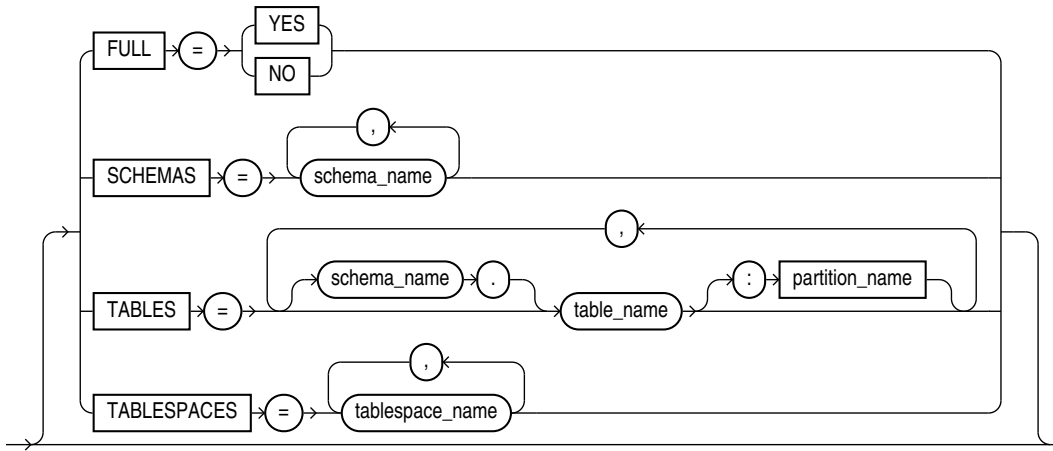 FULL = YES
NO
,
SCHEMAS = schema_name
,
schema_name . : partition_name
TABLES = table_name
,
TABLESPACES = tablespace_name